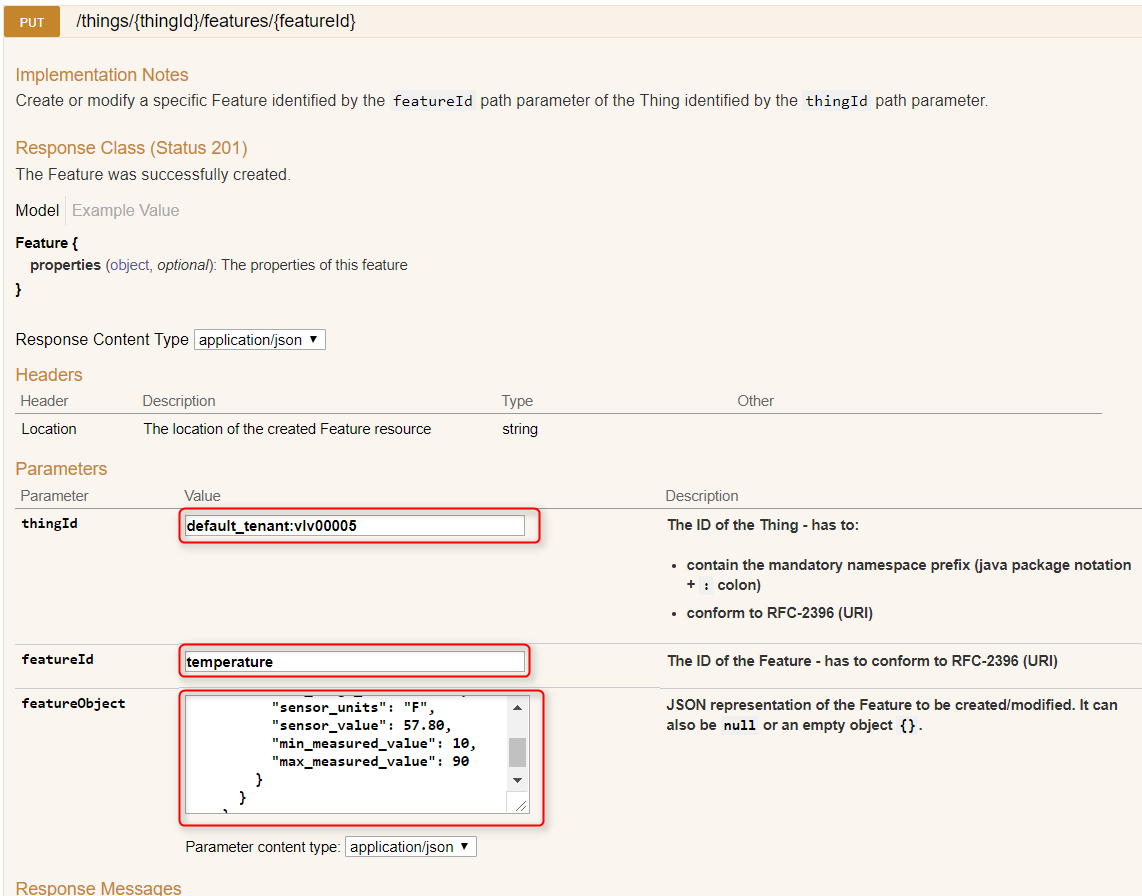 PUT /things/{thingId}/features/{featureId}
Implementation Notes
Create or modify a specific Feature identified by the featureId path parameter of the Thing identified by the thingId path parameter.
Response Class (Status 201)
The Feature was successfully created.
Model Example Value
Feature {
properties (object, optional): The properties of this feature
}
Response Content Type application/json
Headers
Header Description Type Other
Location The location of the created Feature resource string
Parameters
Parameter Value Description
thingId default_tenant:vlv00005 The ID of the Thing - has to:
• contain the mandatory namespace prefix (java package notation
+ : colon)
• conform to RFC-2396 (URI)
featureId temperature The ID of the Feature - has to conform to RFC-2396 (URI)
featureObject
"sensor_units": "F",
"sensor_value": 57.80,
"min_measured_value": 10,
"max_measured_value": 90
}
}
JSON representation of the Feature to be created/modified. It can
also be null or an empty object {}.
Parameter content type: application/json
Response Messages